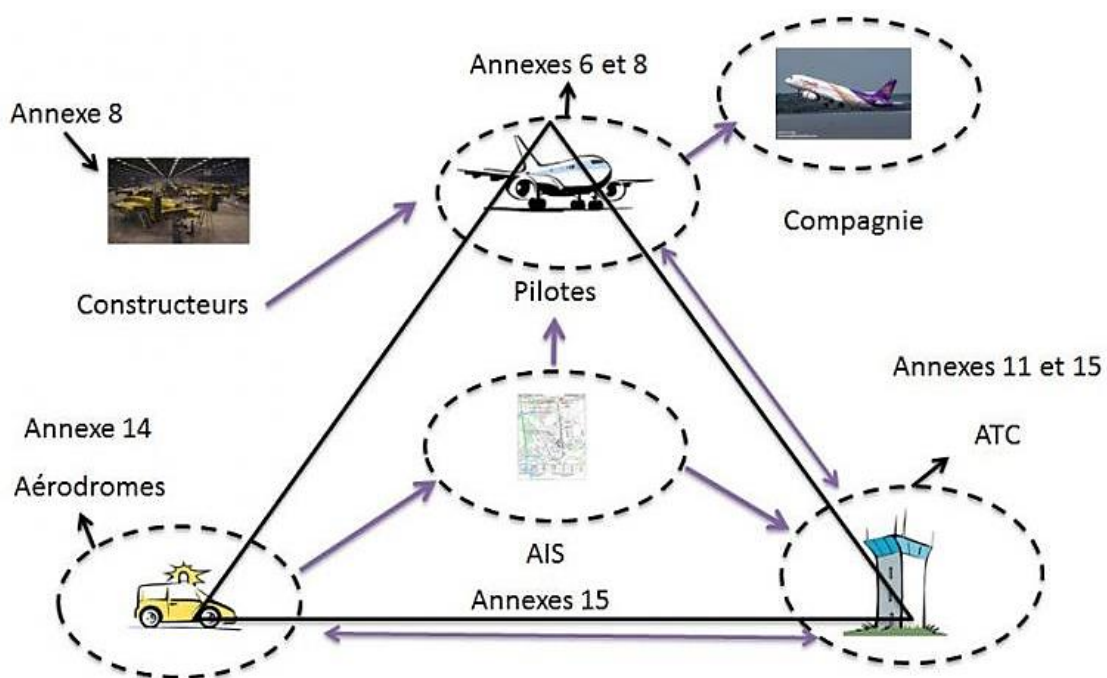 Annexes 6 et 8
Annexe 8
Compagnie
Constructeurs
Pilotes
Annexes 11 et 15
Annexe 14
ATC
Aérodromes
AIS
Annexes 15